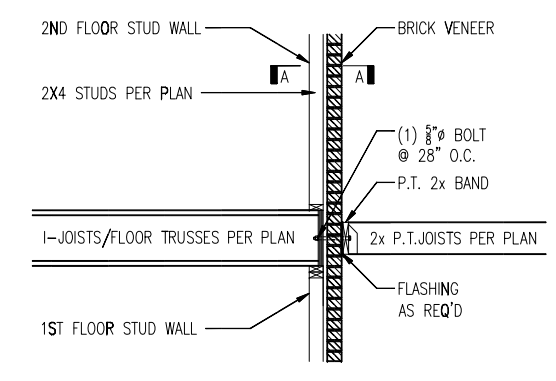 2ND FLOOR STUD WALL
BRICK VENEER
A
A
2X4 STUDS PER PLAN
(1) 5/8"ø BOLT
@ 28" O.C.
P.T. 2x BAND
I-JOISTS/FLOOR TRUSSES PER PLAN
2x P.T.JOISTS PER PLAN
FLASHING
AS REQ'D
1ST FLOOR STUD WALL